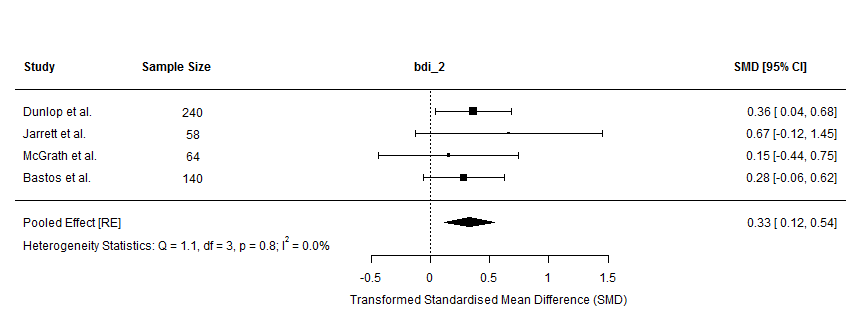 Study Sample Size bdi_2 SMD [95% CI]
Dunlop et al. 240 0.36 [ 0.04, 0.68]
Jarrett et al. 58 0.67 [-0.12, 1.45]
McGrath et al. 64 0.15 [-0.44, 0.75]
Bastos et al. 140 0.28 [-0.06, 0.62]
Pooled Effect [RE] 0.33 [ 0.12, 0.54]
Heterogeneity Statistics: Q = 1.1, df = 3, p = 0.8; I² = 0.0%
-0.5 0 0.5 1 1.5
Transformed Standardised Mean Difference (SMD)